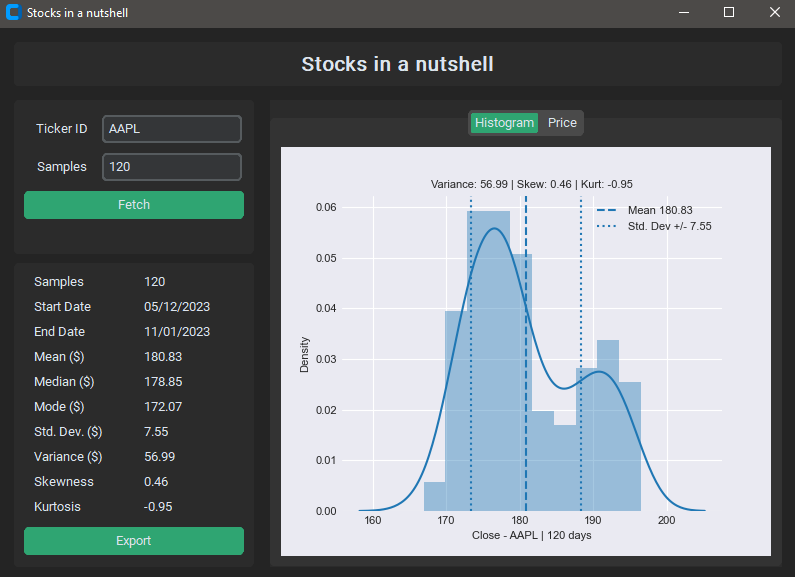 Stocks in a nutshell
Stocks in a nutshell
Ticker ID AAPL
Samples 120
Fetch
Samples 120
Start Date 05/12/2023
End Date 11/01/2023
Mean ($) 180.83
Median ($) 178.85
Mode ($) 172.07
Std. Dev. ($) 7.55
Variance ($) 56.99
Skewness 0.46
Kurtosis -0.95
Export
Histogram Price
Variance: 56.99 | Skew: 0.46 | Kurt: -0.95
Mean 180.83
Std. Dev +/- 7.55
Density
0.06
0.05
0.04
0.03
0.02
0.01
0.00
160 170 180 190 200
Close - AAPL | 120 days